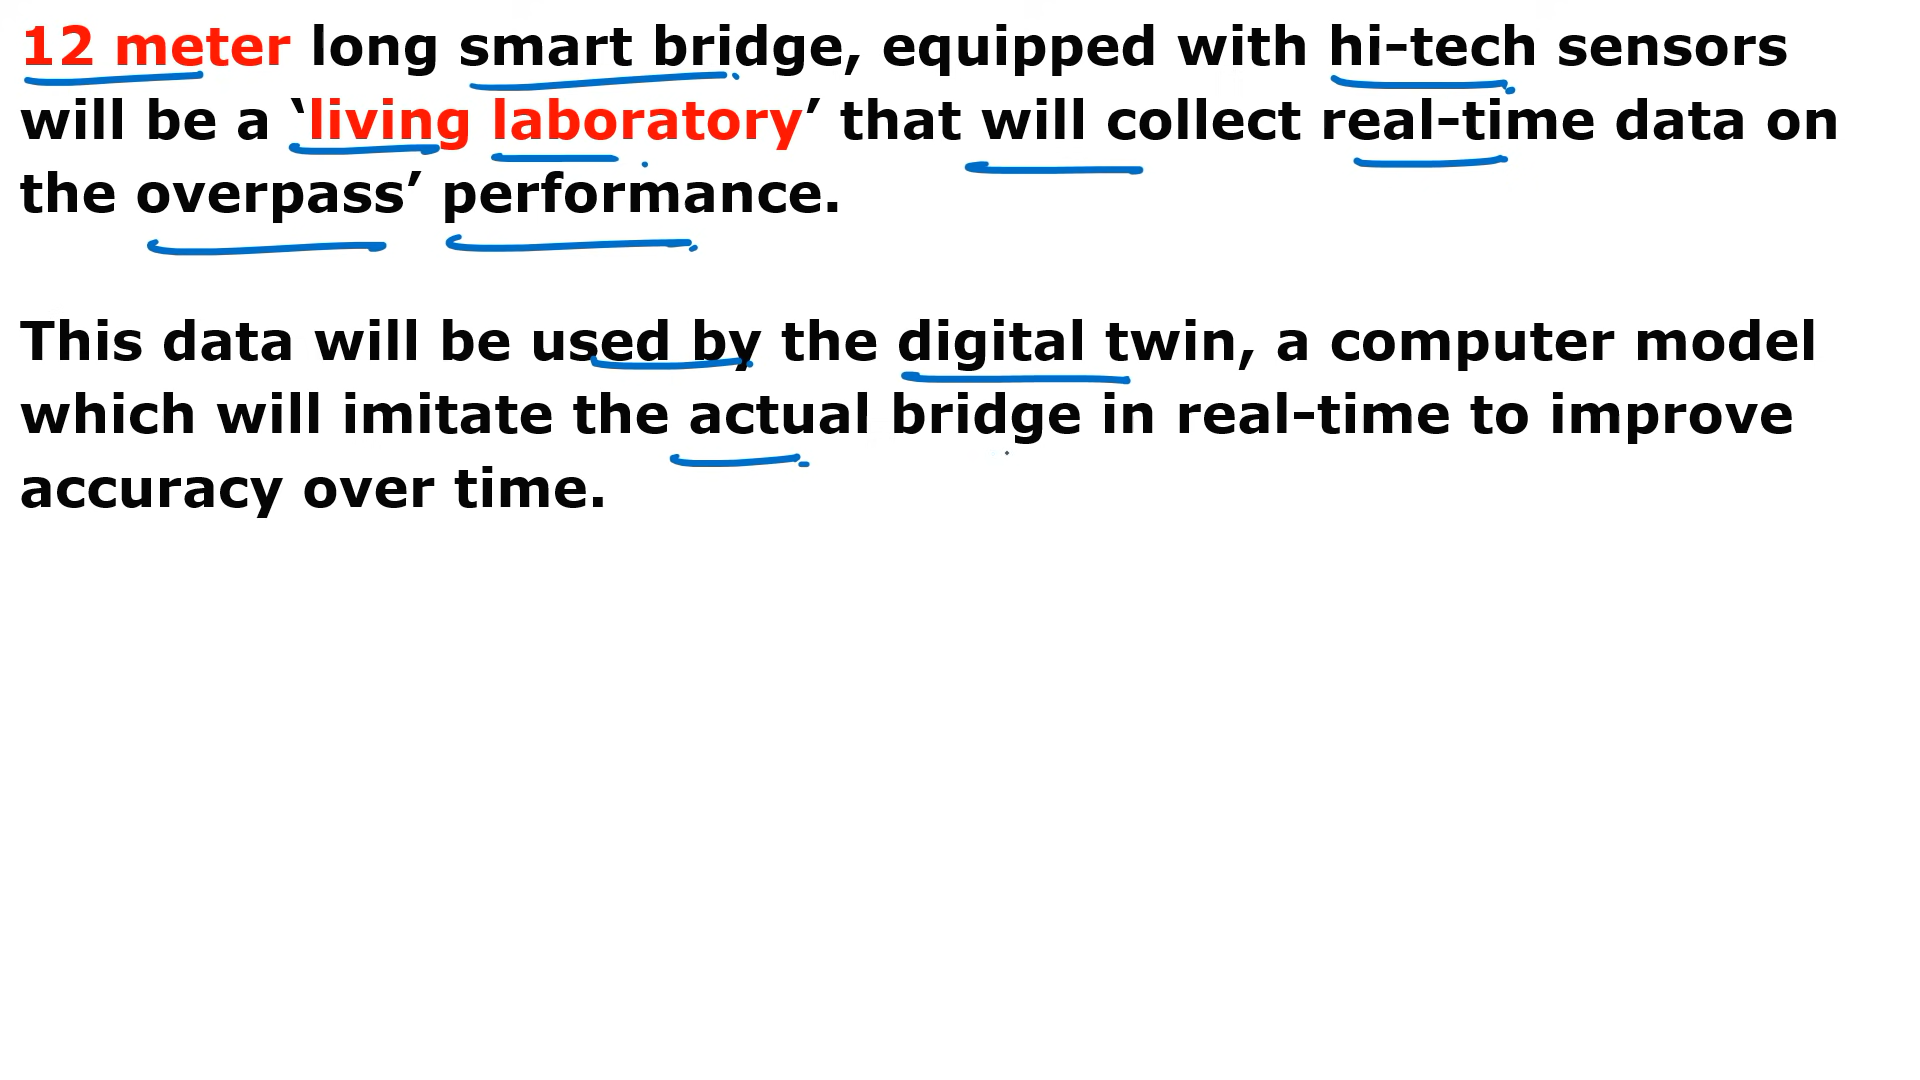 12 meter long smart bridge, equipped with hi-tech sensors
will be a ‘living laboratory’ that will collect real-time data on
the overpass’ performance.
This data will be used by the digital twin, a computer model
which will imitate the actual bridge in real-time to improve
accuracy over time.